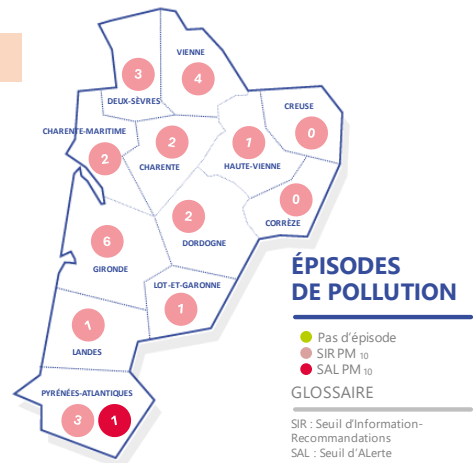 VIENNE
3
4
DEUX-SÈVRES
CREUSE
0
CHARENTE-MARITIME
2
2
1
CHARENTE
HAUTE-VIENNE
0
2
CORRÈZE
6
DORDOGNE
GIRONDE
LOT-ET-GARONNE
1
1
LANDES
PYRÉNÉES-ATLANTIQUES
3
1
ÉPISODES
DE POLLUTION
Pas d'épisode
SIR PM 10
SAL PM 10
GLOSSAIRE
SIR : Seuil d'Information-
Recommandations
SAL : Seuil d'ALerte